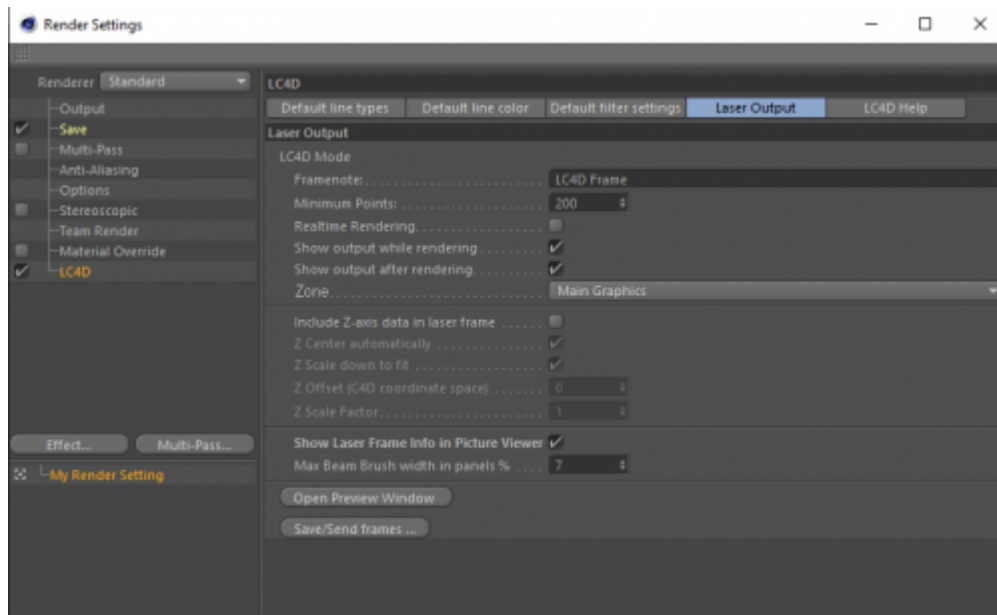 Render Settings
Renderer Standard
Output
Save
Multi-Pass
Anti-Aliasing
Options
Stereoscopic
Team Render
Material Override
LC4D
Effect... Multi-Pass...
My Render Setting
LC4D
Default line types Default line color Default filter settings Laser Output LC4D Help
Laser Output
LC4D Mode
Framenote: LC4D Frame
Minimum Points: 200
Realtime Rendering
Show output while rendering
Show output after rendering
Zone Main Graphics
Include Z-axis data in laser frame
Z Center automatically
Z Scale down to fit
Z Offset (C4D coordinate space) 0
Z Scale Factor 1
Show Laser Frame Info in Picture Viewer
Max Beam Brush width in panels % 7
Open Preview Window
Save/Send frames ...